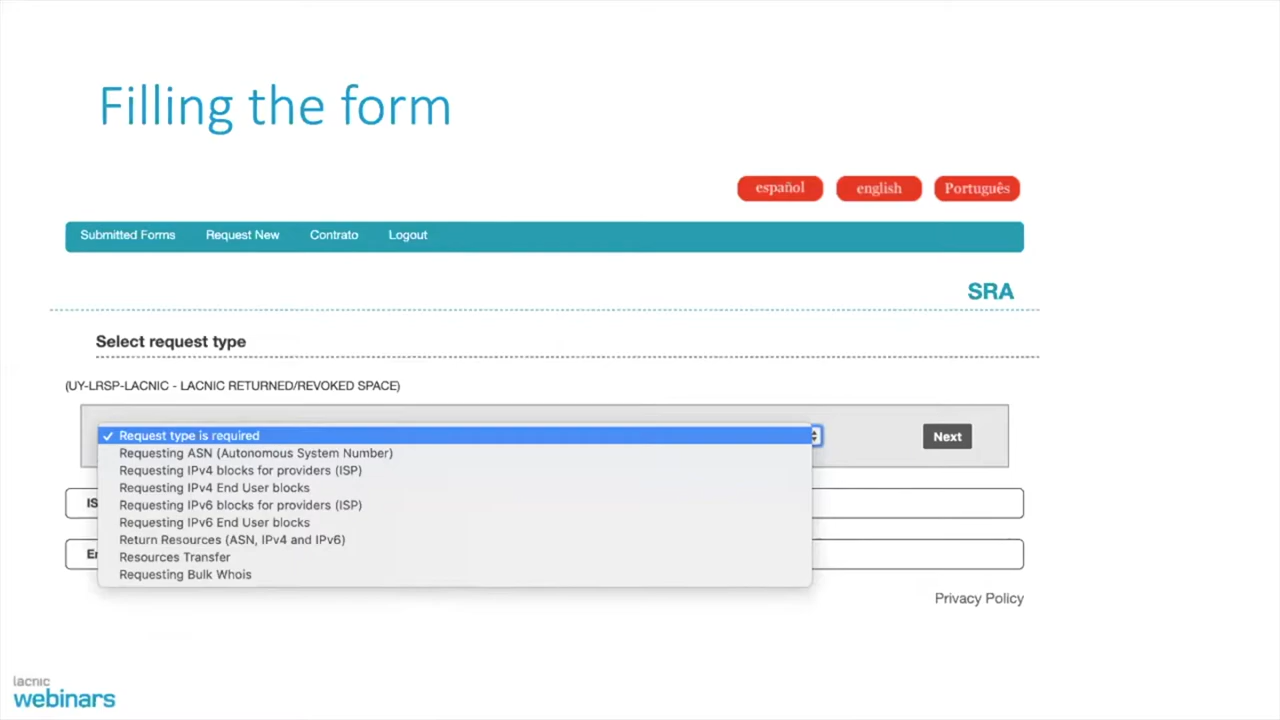 Filling the form
español english Português
Submitted Forms Request New Contrato Logout
SRA
Select request type
(UY-LRSP-LACNIC - LACNIC RETURNED/REVOKED SPACE)
✓ Request type is required
Next
Requesting ASN (Autonomous System Number)
Requesting IPv4 blocks for providers (ISP)
Requesting IPv4 End User blocks
Requesting IPv6 blocks for providers (ISP)
Requesting IPv6 End User blocks
Return Resources (ASN, IPv4 and IPv6)
Resources Transfer
Requesting Bulk Whois
Privacy Policy
lacnic
webinars